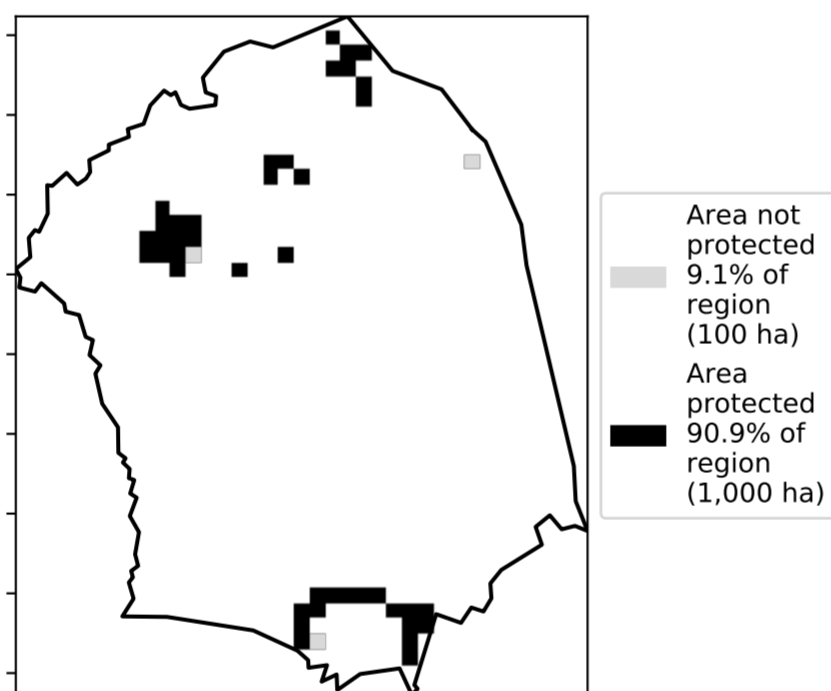 Area not
protected
9.1% of
region
(100 ha)
Area
protected
90.9% of
region
(1,000 ha)